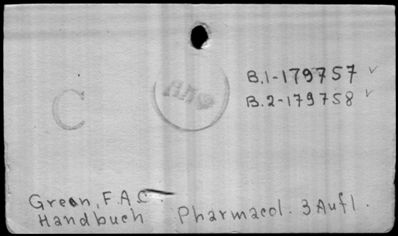 B.1-179757 ✓
B.2-179758 ✓
C
Green, F.A.C.
Handbuch Pharmacol. 3 Aufl.